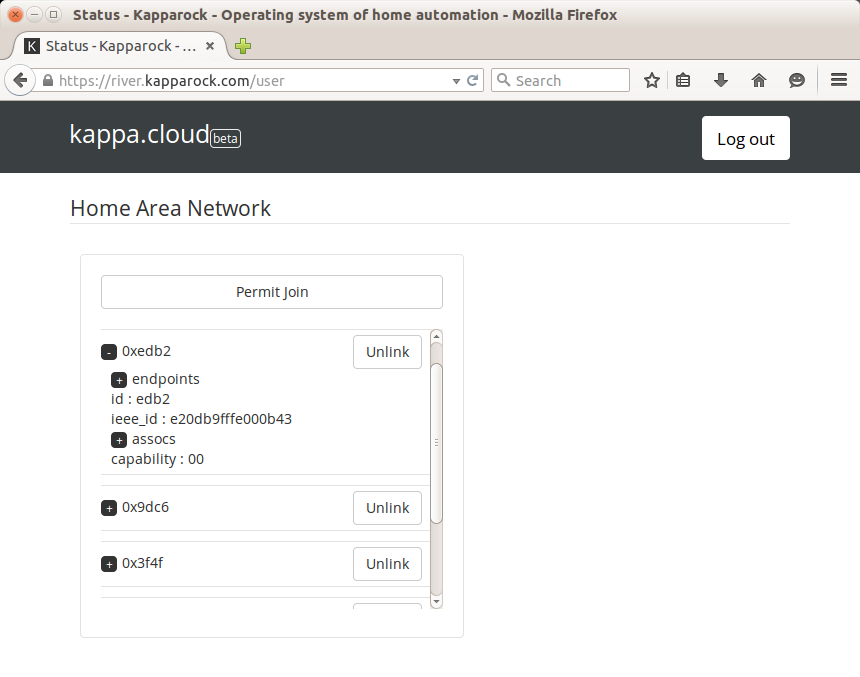 Status - Kapparock - Operating system of home automation - Mozilla Firefox
K Status - Kapparock - ...
https://river.kapparock.com/user
Search
kappa.cloud beta
Log out
Home Area Network
Permit Join
- 0xedb2 Unlink
+ endpoints
id : edb2
ieee_id : e20db9fffe000b43
+ assocs
capability : 00
+ 0x9dc6 Unlink
+ 0x3f4f Unlink